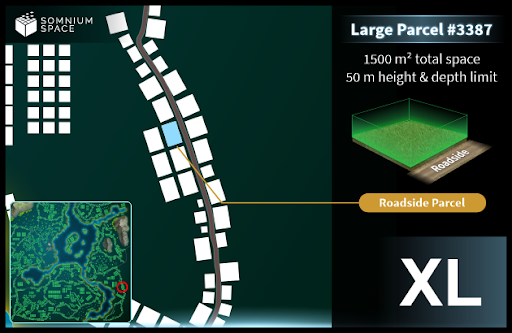 SOMNIUM
SPACE
Large Parcel #3387
1500 m² total space
50 m height & depth limit
Roadside
Roadside Parcel
XL